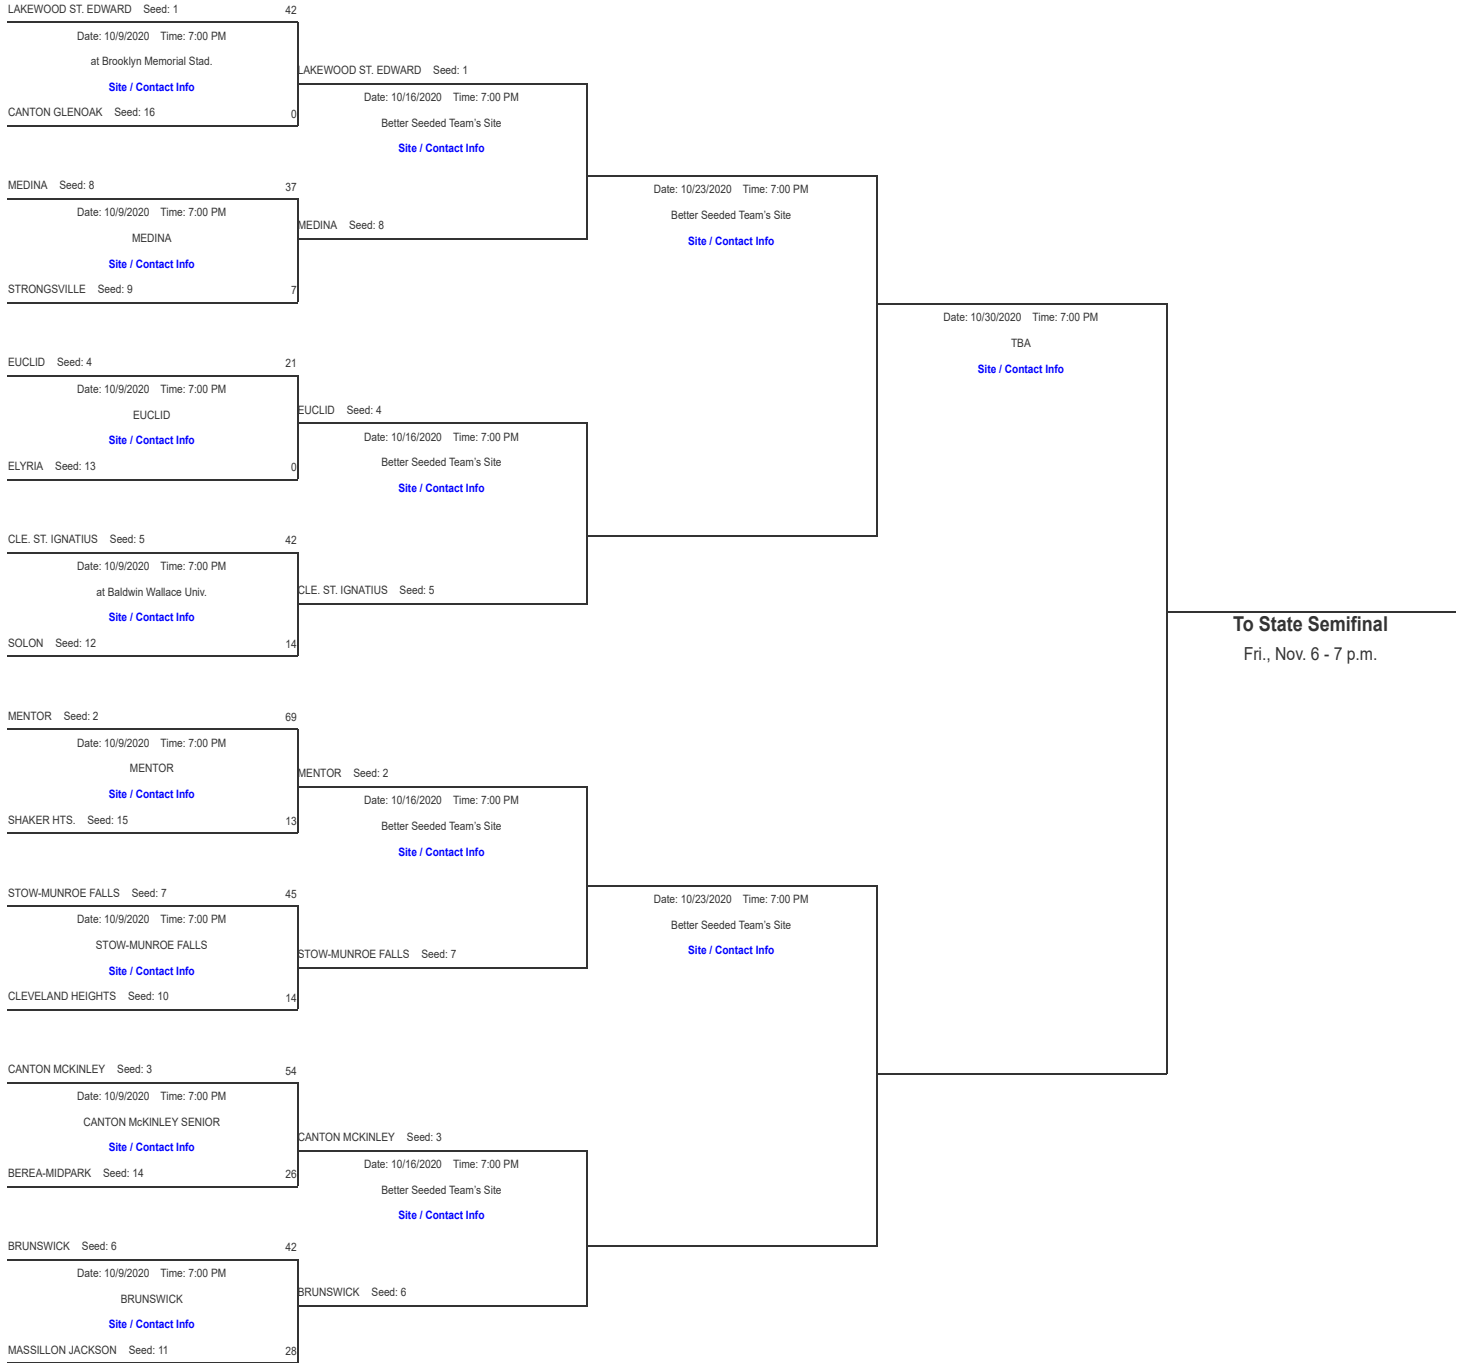 LAKEWOOD ST. EDWARD Seed: 1 42
Date: 10/9/2020 Time: 7:00 PM
at Brooklyn Memorial Stad.
Site / Contact Info
CANTON GLENOAK Seed: 16 0
MEDINA Seed: 8 37
Date: 10/9/2020 Time: 7:00 PM
MEDINA
Site / Contact Info
STRONGSVILLE Seed: 9 7
EUCLID Seed: 4 21
Date: 10/9/2020 Time: 7:00 PM
EUCLID
Site / Contact Info
ELYRIA Seed: 13 0
CLE. ST. IGNATIUS Seed: 5 42
Date: 10/9/2020 Time: 7:00 PM
at Baldwin Wallace Univ.
Site / Contact Info
SOLON Seed: 12 14
MENTOR Seed: 2 69
Date: 10/9/2020 Time: 7:00 PM
MENTOR
Site / Contact Info
SHAKER HTS. Seed: 15 13
STOW-MUNROE FALLS Seed: 7 45
Date: 10/9/2020 Time: 7:00 PM
STOW-MUNROE FALLS
Site / Contact Info
CLEVELAND HEIGHTS Seed: 10 14
CANTON MCKINLEY Seed: 3 54
Date: 10/9/2020 Time: 7:00 PM
CANTON McKINLEY SENIOR
Site / Contact Info
BEREA-MIDPARK Seed: 14 26
BRUNSWICK Seed: 6 42
Date: 10/9/2020 Time: 7:00 PM
BRUNSWICK
Site / Contact Info
MASSILLON JACKSON Seed: 11 28
LAKEWOOD ST. EDWARD Seed: 1
Date: 10/16/2020 Time: 7:00 PM
Better Seeded Team's Site
Site / Contact Info
MEDINA Seed: 8
EUCLID Seed: 4
Date: 10/16/2020 Time: 7:00 PM
Better Seeded Team's Site
Site / Contact Info
CLE. ST. IGNATIUS Seed: 5
MENTOR Seed: 2
Date: 10/16/2020 Time: 7:00 PM
Better Seeded Team's Site
Site / Contact Info
STOW-MUNROE FALLS Seed: 7
CANTON MCKINLEY Seed: 3
Date: 10/16/2020 Time: 7:00 PM
Better Seeded Team's Site
Site / Contact Info
BRUNSWICK Seed: 6
Date: 10/23/2020 Time: 7:00 PM
Better Seeded Team's Site
Site / Contact Info
Date: 10/23/2020 Time: 7:00 PM
Better Seeded Team's Site
Site / Contact Info
Date: 10/30/2020 Time: 7:00 PM
TBA
Site / Contact Info
To State Semifinal
Fri., Nov. 6 - 7 p.m.